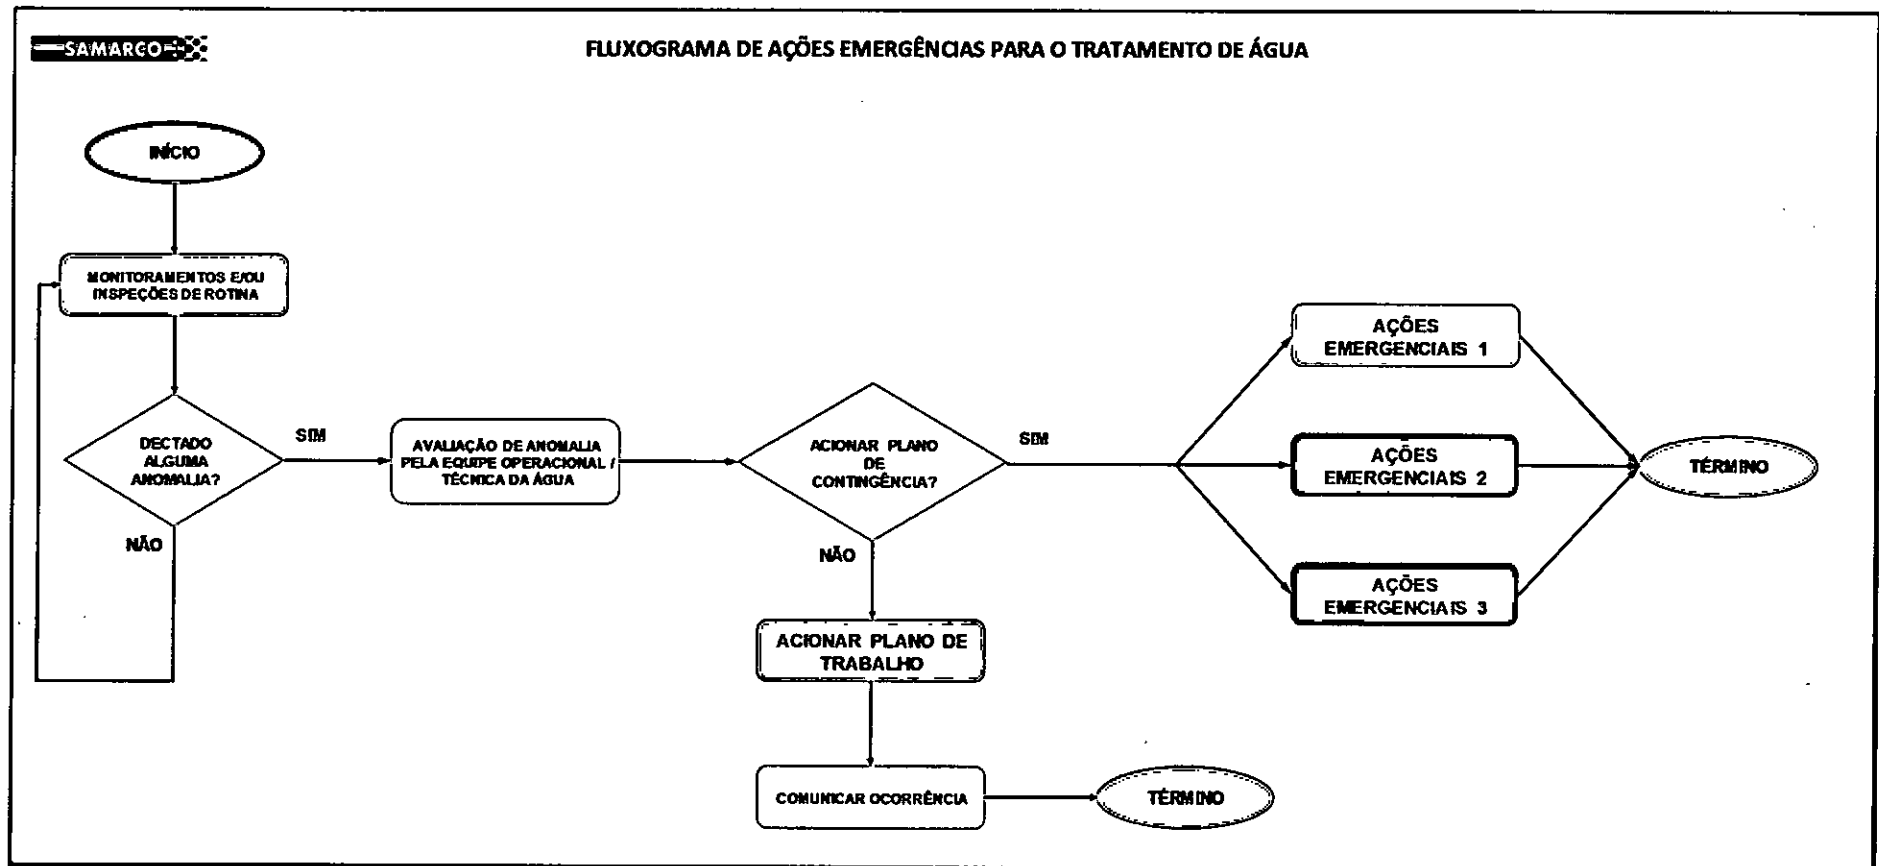 SAMARCO
FLUXOGRAMA DE AÇÕES EMERGÊNCIAS PARA O TRATAMENTO DE ÁGUA
INÍCIO
MONITORAMENTOS E/OU
INSPEÇÕES DE ROTINA
DECTADO
ALGUMA
ANOMALIA?
SIM
NÃO
AVALIAÇÃO DE ANOMALIA
PELA EQUIPE OPERACIONAL /
TÉCNICA DA ÁGUA
ACIONAR PLANO
DE
CONTINGÊNCIA?
SIM
NÃO
AÇÕES
EMERGENCIAIS 1
AÇÕES
EMERGENCIAIS 2
AÇÕES
EMERGENCIAIS 3
TÉRMINO
ACIONAR PLANO DE
TRABALHO
COMUNICAR OCORRÊNCIA
TÉRMINO